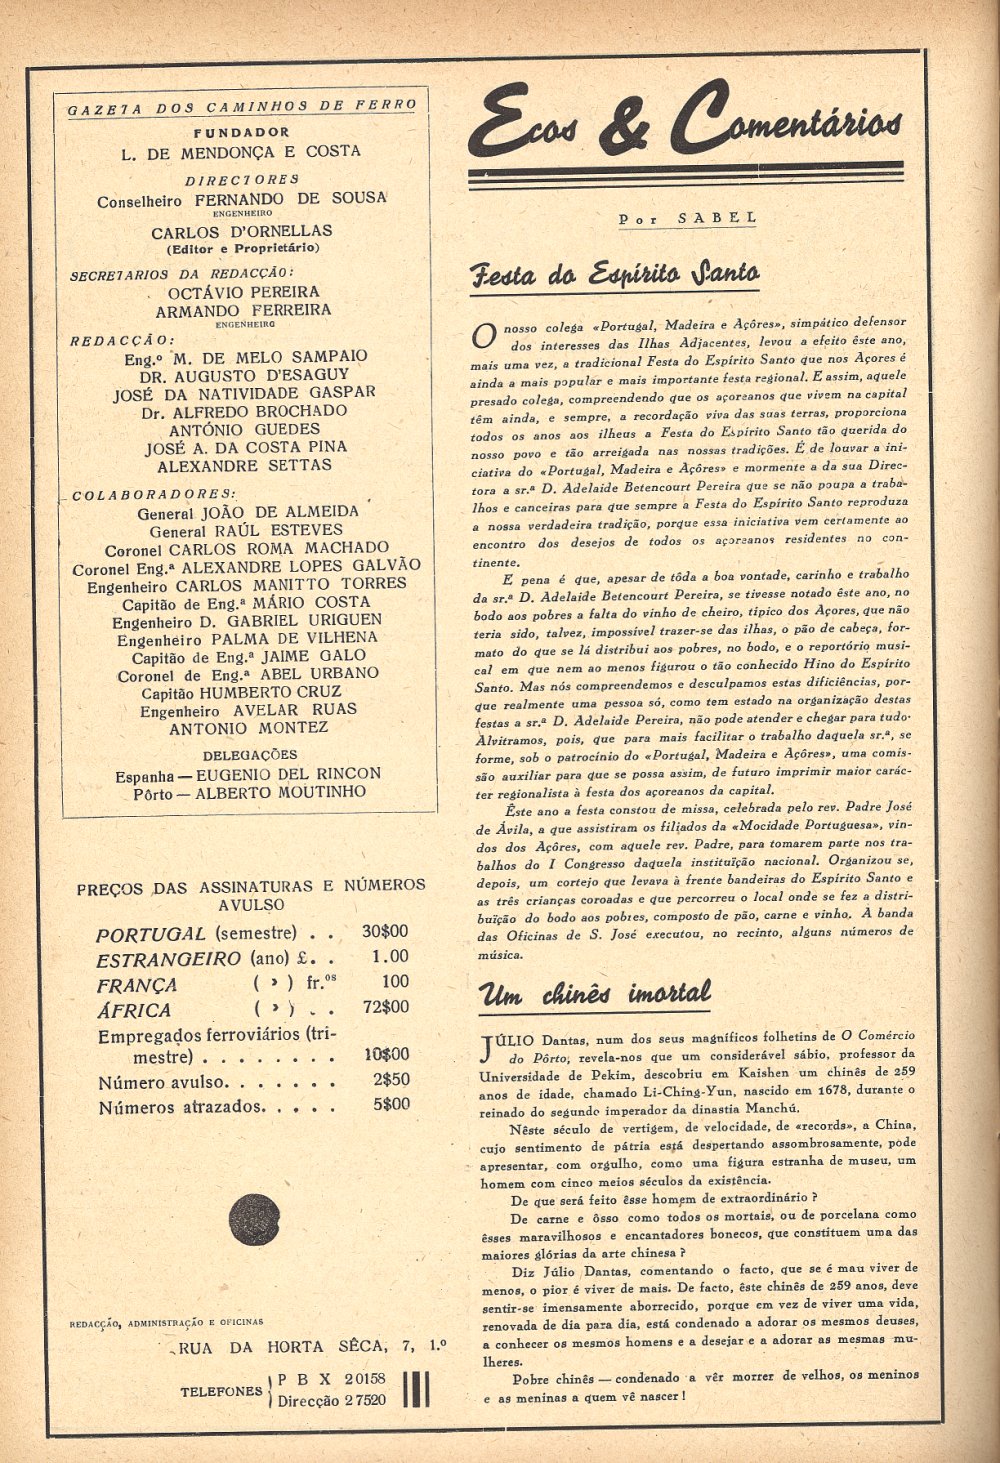 GAZETA DOS CAMINHOS DE FERRO
FUNDADOR
L. DE MENDONÇA E COSTA
DIRECTORES
Conselheiro FERNANDO DE SOUSA
ENGENHEIRO
CARLOS D'ORNELLAS
(Editor e Proprietário)
SECRETARIOS DA REDACÇÃO:
OCTÁVIO PEREIRA
ARMANDO FERREIRA
ENGENHEIRO
REDACÇÃO:
Eng.º M. DE MELO SAMPAIO
DR. AUGUSTO D'ESAGUY
JOSÉ DA NATIVIDADE GASPAR
Dr. ALFREDO BROCHADO
ANTÓNIO GUEDES
JOSÉ A. DA COSTA PINA
ALEXANDRE SETTAS
COLABORADORES:
General JOÃO DE ALMEIDA
General RAÚL ESTEVES
Coronel CARLOS ROMA MACHADO
Coronel Eng.ª ALEXANDRE LOPES GALVÃO
Engenheiro CARLOS MANITTO TORRES
Capitão de Eng.ª MÁRIO COSTA
Engenheiro D. GABRIEL URIGUEN
Engenheiro PALMA DE VILHENA
Capitão de Eng.ª JAIME GALO
Coronel de Eng.ª ABEL URBANO
Capitão HUMBERTO CRUZ
Engenheiro AVELAR RUAS
ANTONIO MONTEZ
DELEGAÇÕES
Espanha — EUGENIO DEL RINCON
Pôrto — ALBERTO MOUTINHO
PREÇOS DAS ASSINATURAS E NÚMEROS
AVULSO
PORTUGAL (semestre) . . 30$00
ESTRANGEIRO (ano) £. . 1.00
FRANÇA ( » ) fr.os 100
ÁFRICA ( » ) . . 72$00
Empregados ferroviários (tri-
mestre) . . . . . . . . 10$00
Número avulso. . . . . . . 2$50
Números atrazados. . . . . 5$00
REDACÇÃO, ADMINISTRAÇÃO E OFICINAS
RUA DA HORTA SÊCA, 7, 1.º
TELEFONES { P B X 20158
Direcção 27520
Ecos & Comentários
Por SABEL
Festa do Espírito Santo
O nosso colega «Portugal, Madeira e Açôres», simpático defensor
dos interesses das Ilhas Adjacentes, levou a efeito êste ano,
mais uma vez, a tradicional Festa do Espírito Santo que nos Açores é
ainda a mais popular e mais importante festa regional. E assim, aquele
presado colega, compreendendo que os açoreanos que vivem na capital
têm ainda, e sempre, a recordação viva das suas terras, proporciona
todos os anos aos ilheus a Festa do Espírito Santo tão querida do
nosso povo e tão arreigada nas nossas tradições. É de louvar a ini-
ciativa do «Portugal, Madeira e Açôres» e mormente a da sua Direc-
tora a sr.ª D. Adelaide Betencourt Pereira que se não poupa a traba-
lhos e canceiras para que sempre a Festa do Espírito Santo reproduza
a nossa verdadeira tradição, porque essa iniciativa vem certamente ao
encontro dos desejos de todos os açoreanos residentes no con-
tinente.
E pena é que, apesar de tôda a boa vontade, carinho e trabalho
da sr.ª D. Adelaide Betencourt Pereira, se tivesse notado êste ano, no
bodo aos pobres a falta do vinho de cheiro, típico dos Açores, que não
teria sido, talvez, impossível trazer-se das ilhas, o pão de cabeça, for-
mato do que se lá distribui aos pobres, no bodo, e o reportório musi-
cal em que nem ao menos figurou o tão conhecido Hino do Espírito
Santo. Mas nós compreendemos e desculpamos estas dificiências, por-
que realmente uma pessoa só, como tem estado na organização destas
festas a sr.ª D. Adelaide Pereira, não pode atender e chegar para tudo.
Alvitramos, pois, que para mais facilitar o trabalho daquela sr.ª, se
forme, sob o patrocínio do «Portugal, Madeira e Açôres», uma comis-
são auxiliar para que se possa assim, de futuro imprimir maior carác-
ter regionalista à festa dos açoreanos da capital.
Êste ano a festa constou de missa, celebrada pelo rev. Padre José
de Ávila, a que assistiram os filiados da «Mocidade Portuguesa», vin-
dos dos Açôres, com aquele rev. Padre, para tomarem parte nos tra-
balhos do I Congresso daquela instituïção nacional. Organizou se,
depois, um cortejo que levava à frente bandeiras do Espírito Santo e
as três crianças coroadas e que percorreu o local onde se fez a distri-
buïção do bodo aos pobres, composto de pão, carne e vinho. A banda
das Oficinas de S. José executou, no recinto, alguns números de
música.
Um chinês imortal
JÚLIO Dantas, num dos seus magníficos folhetins de O Comércio
do Pôrto, revela-nos que um considerável sábio, professor da
Universidade de Pekim, descobriu em Kaishen um chinês de 259
anos de idade, chamado Li-Ching-Yun, nascido em 1678, durante o
reinado do segundo imperador da dinastia Manchú.
Nêste século de vertigem, de velocidade, de «records», a China,
cujo sentimento de pátria está despertando assombrosamente, pode
apresentar, com orgulho, como uma figura estranha de museu, um
homem com cinco meios séculos da existência.
De que será feito êsse homem de extraordinário ?
De carne e ôsso como todos os mortais, ou de porcelana como
êsses maravilhosos e encantadores bonecos, que constituem uma das
maiores glórias da arte chinesa ?
Diz Júlio Dantas, comentando o facto, que se é mau viver de
menos, o pior é viver de mais. De facto, êste chinês de 259 anos, deve
sentir-se imensamente aborrecido, porque em vez de viver uma vida,
renovada de dia para dia, está condenado a adorar os mesmos deuses,
a conhecer os mesmos homens e a desejar e a adorar as mesmas mu-
lheres.
Pobre chinês — condenado a vêr morrer de velhos, os meninos
e as meninas a quem vê nascer !